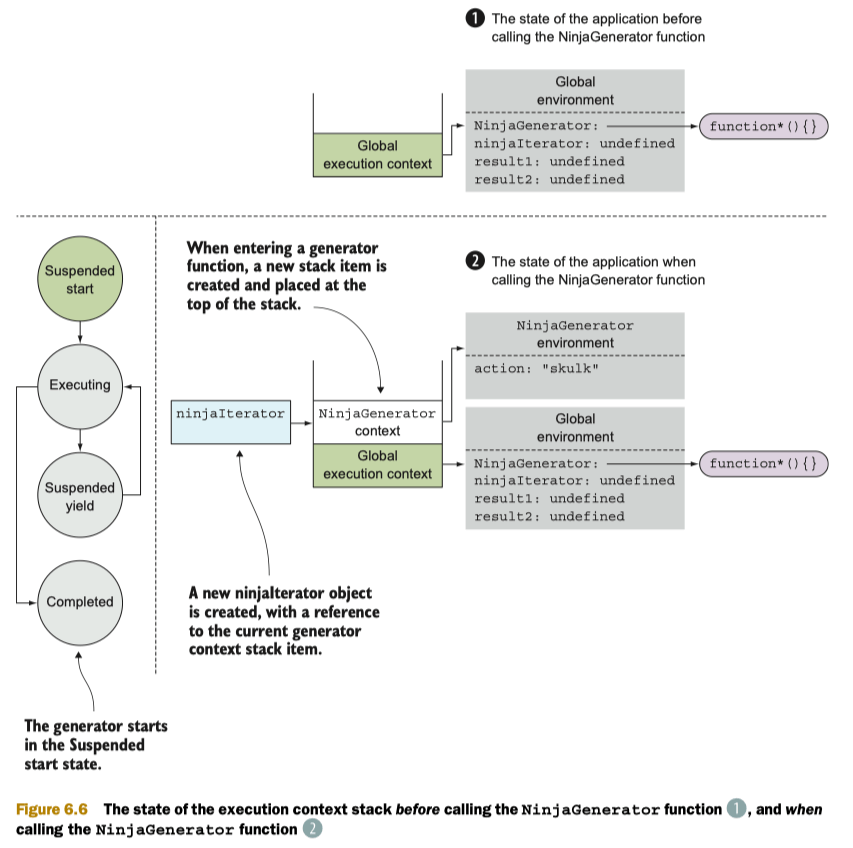 1 The state of the application before
calling the NinjaGenerator function
Global
environment
NinjaGenerator:
ninjaIterator: undefined
result1: undefined
result2: undefined
function*(){}
Global
execution context
Suspended
start
Executing
Suspended
yield
Completed
The generator starts
in the Suspended
start state.
When entering a generator
function, a new stack item is
created and placed at the
top of the stack.
2 The state of the application when
calling the NinjaGenerator function
NinjaGenerator
environment
action: "skulk"
ninjaIterator
NinjaGenerator
context
Global
execution context
Global
environment
NinjaGenerator:
ninjaIterator: undefined
result1: undefined
result2: undefined
function*(){}
A new ninjaIterator object
is created, with a reference
to the current generator
context stack item.
Figure 6.6 The state of the execution context stack before calling the NinjaGenerator function 1, and when
calling the NinjaGenerator function 2